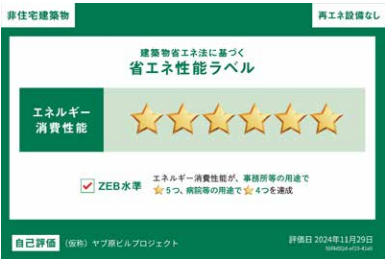 非住宅建築物
再エネ設備なし
建築物省エネ法に基づく
省エネ性能ラベル
エネルギー
消費性能
ZEB水準
エネルギー消費性能が、事務所等の用途で
5つ、病院等の用途で4つを達成
自己評価
(仮称)ヤブ原ビルプロジェクト
評価日 2024年11月29日